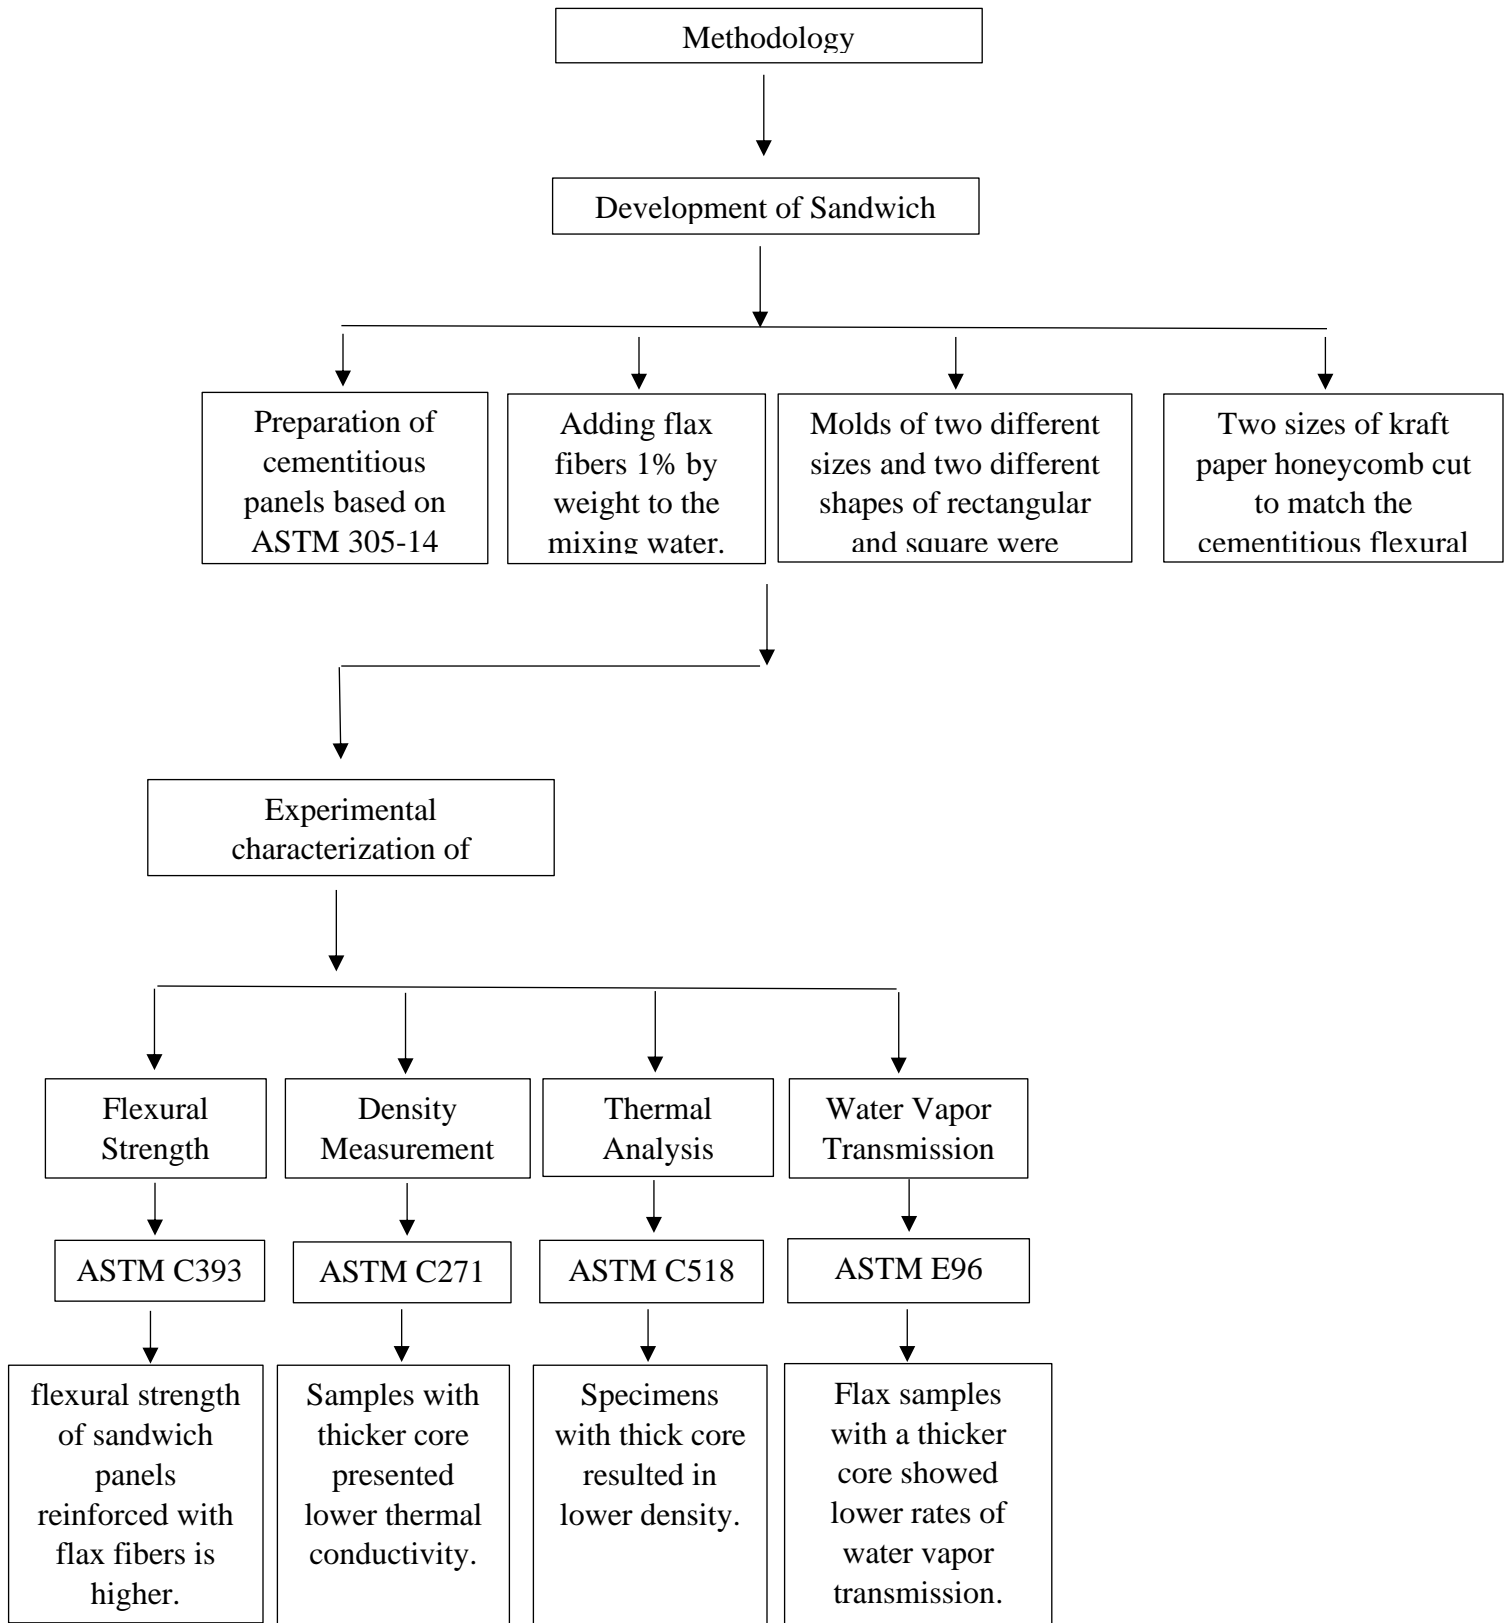 Methodology
Development of Sandwich
Preparation of
cementitious
panels based on
ASTM 305-14
Adding flax
fibers 1% by
weight to the
mixing water.
Molds of two different
sizes and two different
shapes of rectangular
and square were
Two sizes of kraft
paper honeycomb cut
to match the
cementitious flexural
Experimental
characterization of
Flexural
Strength
Density
Measurement
Thermal
Analysis
Water Vapor
Transmission
ASTM C393
ASTM C271
ASTM C518
ASTM E96
flexural strength
of sandwich
panels
reinforced with
flax fibers is
higher.
Samples with
thicker core
presented
lower thermal
conductivity.
Specimens
with thick core
resulted in
lower density.
Flax samples
with a thicker
core showed
lower rates of
water vapor
transmission.